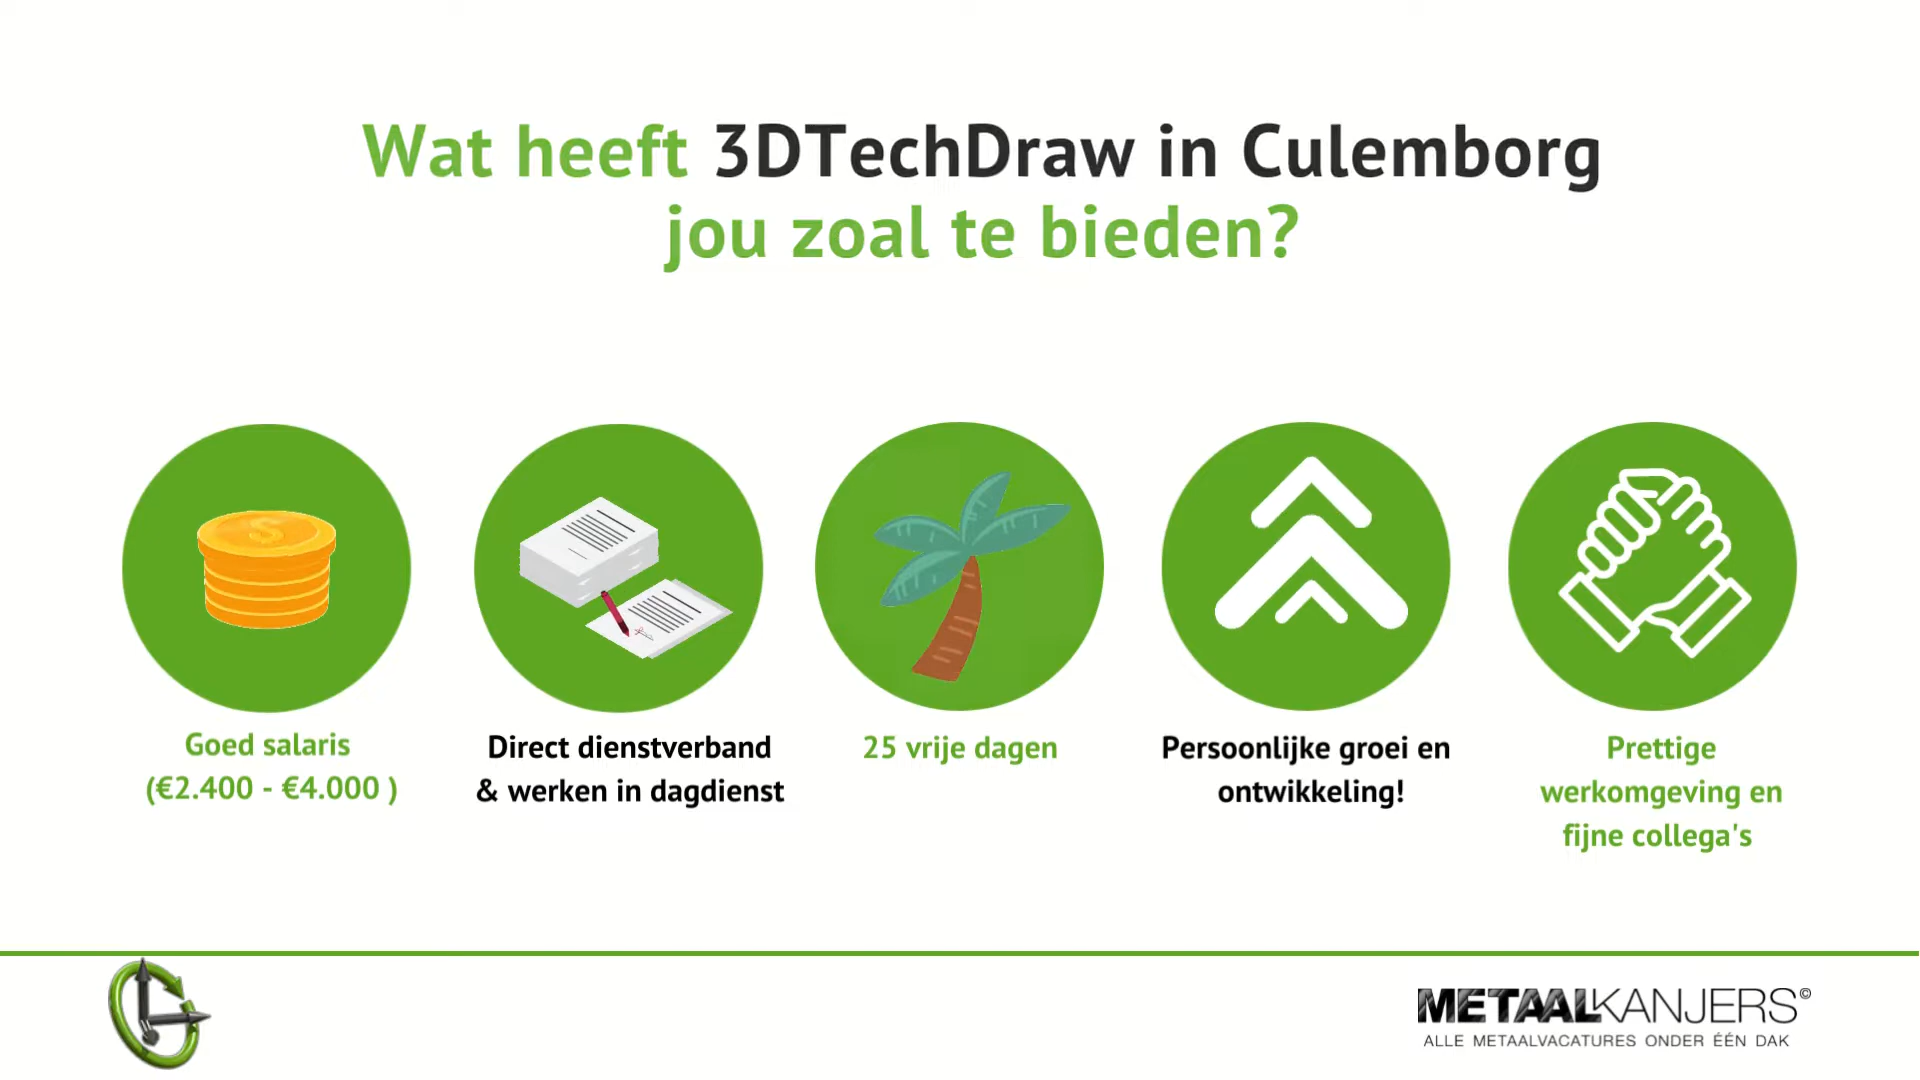 Wat heeft 3DTechDraw in Culemborg
jou zoal te bieden?
Goed salaris
(€2.400 - €4.000 )
Direct dienstverband
& werken in dagdienst
25 vrije dagen
Persoonlijke groei en
ontwikkeling!
Prettige
werkomgeving en
fijne collega's
METAALKANJERS©
ALLE METAALVACATURES ONDER ÉÉN DAK